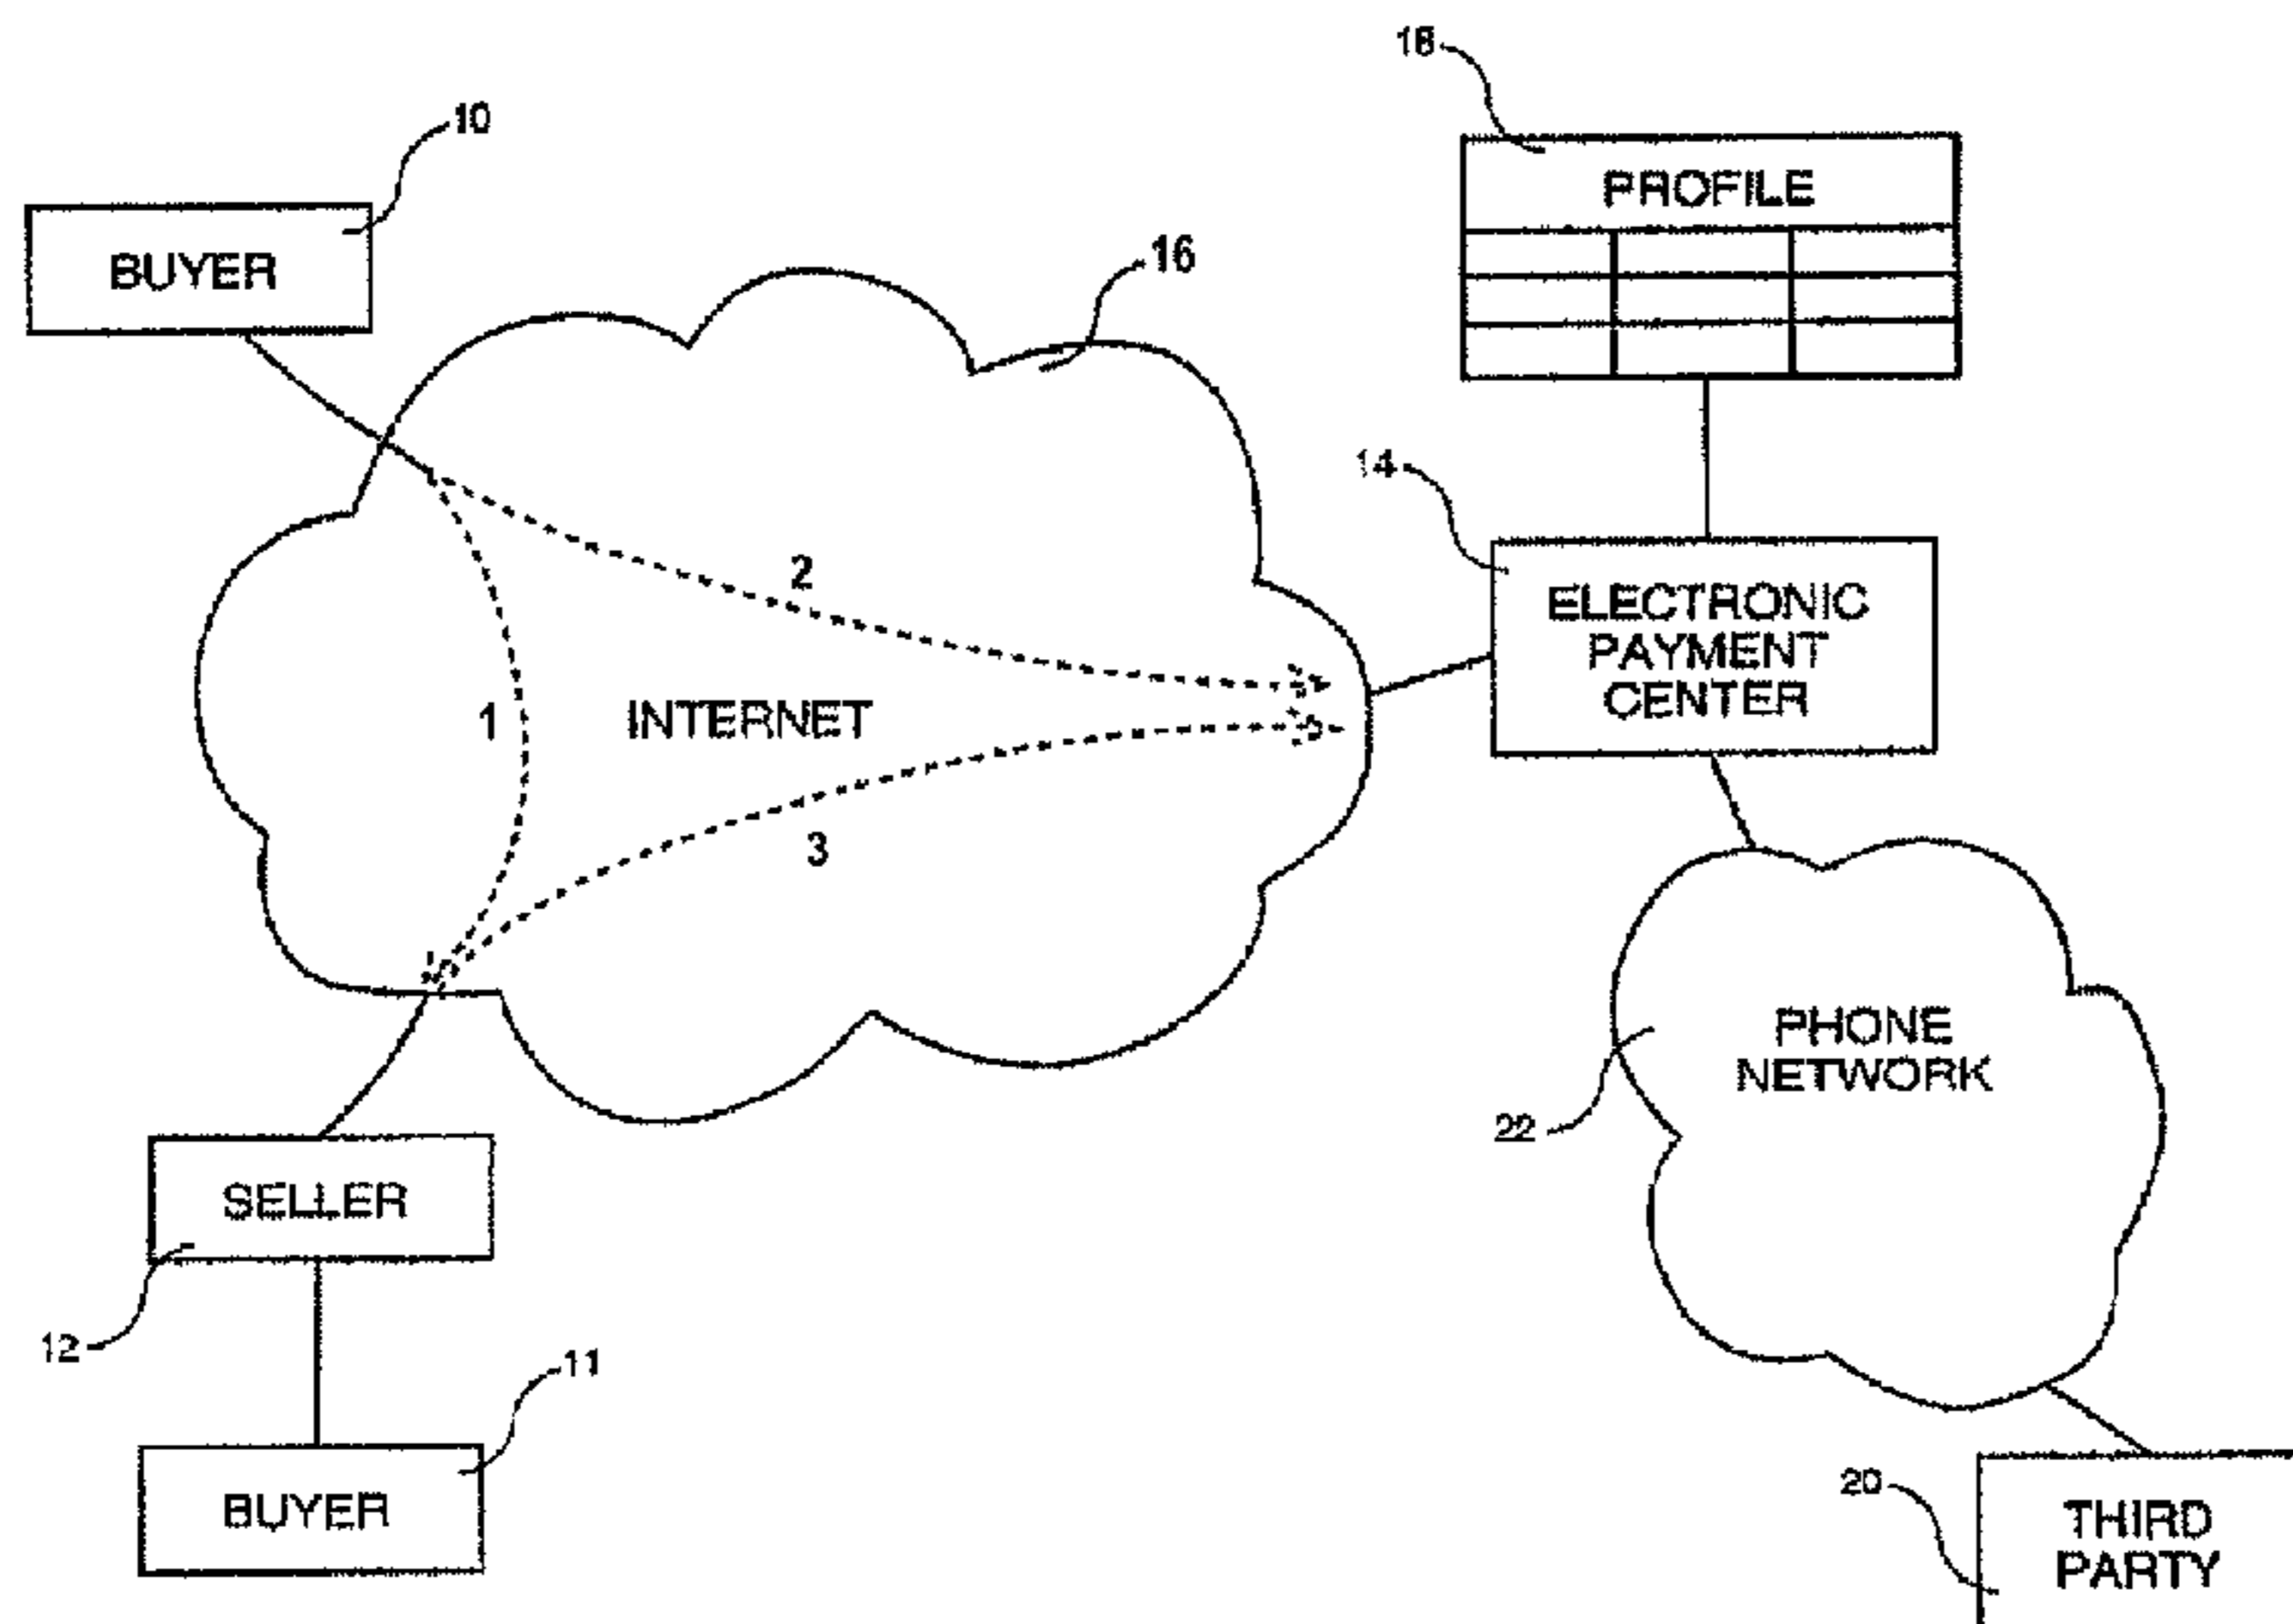 18
10
PROFILE
BUYER
16
14
2
ELECTRONIC
PAYMENT
CENTER
1
INTERNET
3
PHONE
NETWORK
22
SELLER
12
11
BUYER
20
THIRD
PARTY